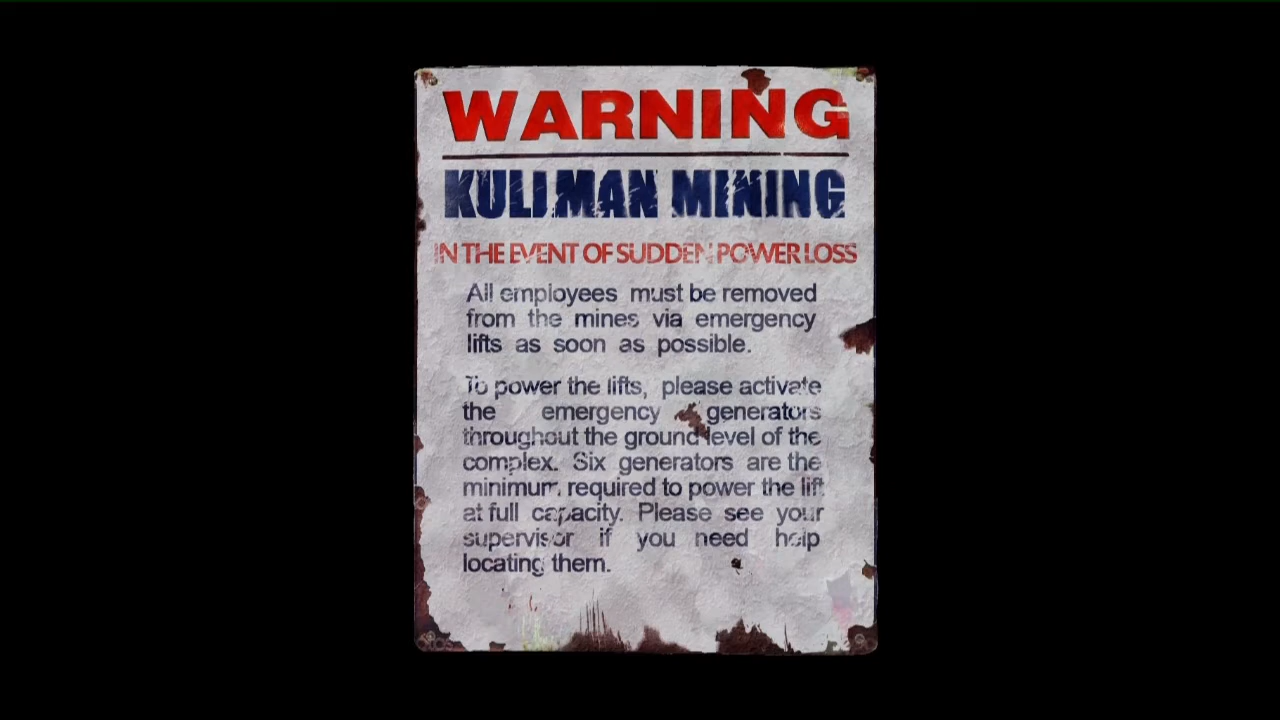 WARNING
KULLMAN MINING
IN THE EVENT OF SUDDEN POWER LOSS
All employees must be removed
from the mines via emergency
lifts as soon as possible.
To power the lifts, please activate
the emergency generators
throughout the ground level of the
complex. Six generators are the
minimum required to power the lift
at full capacity. Please see your
supervisor if you need help
locating them.